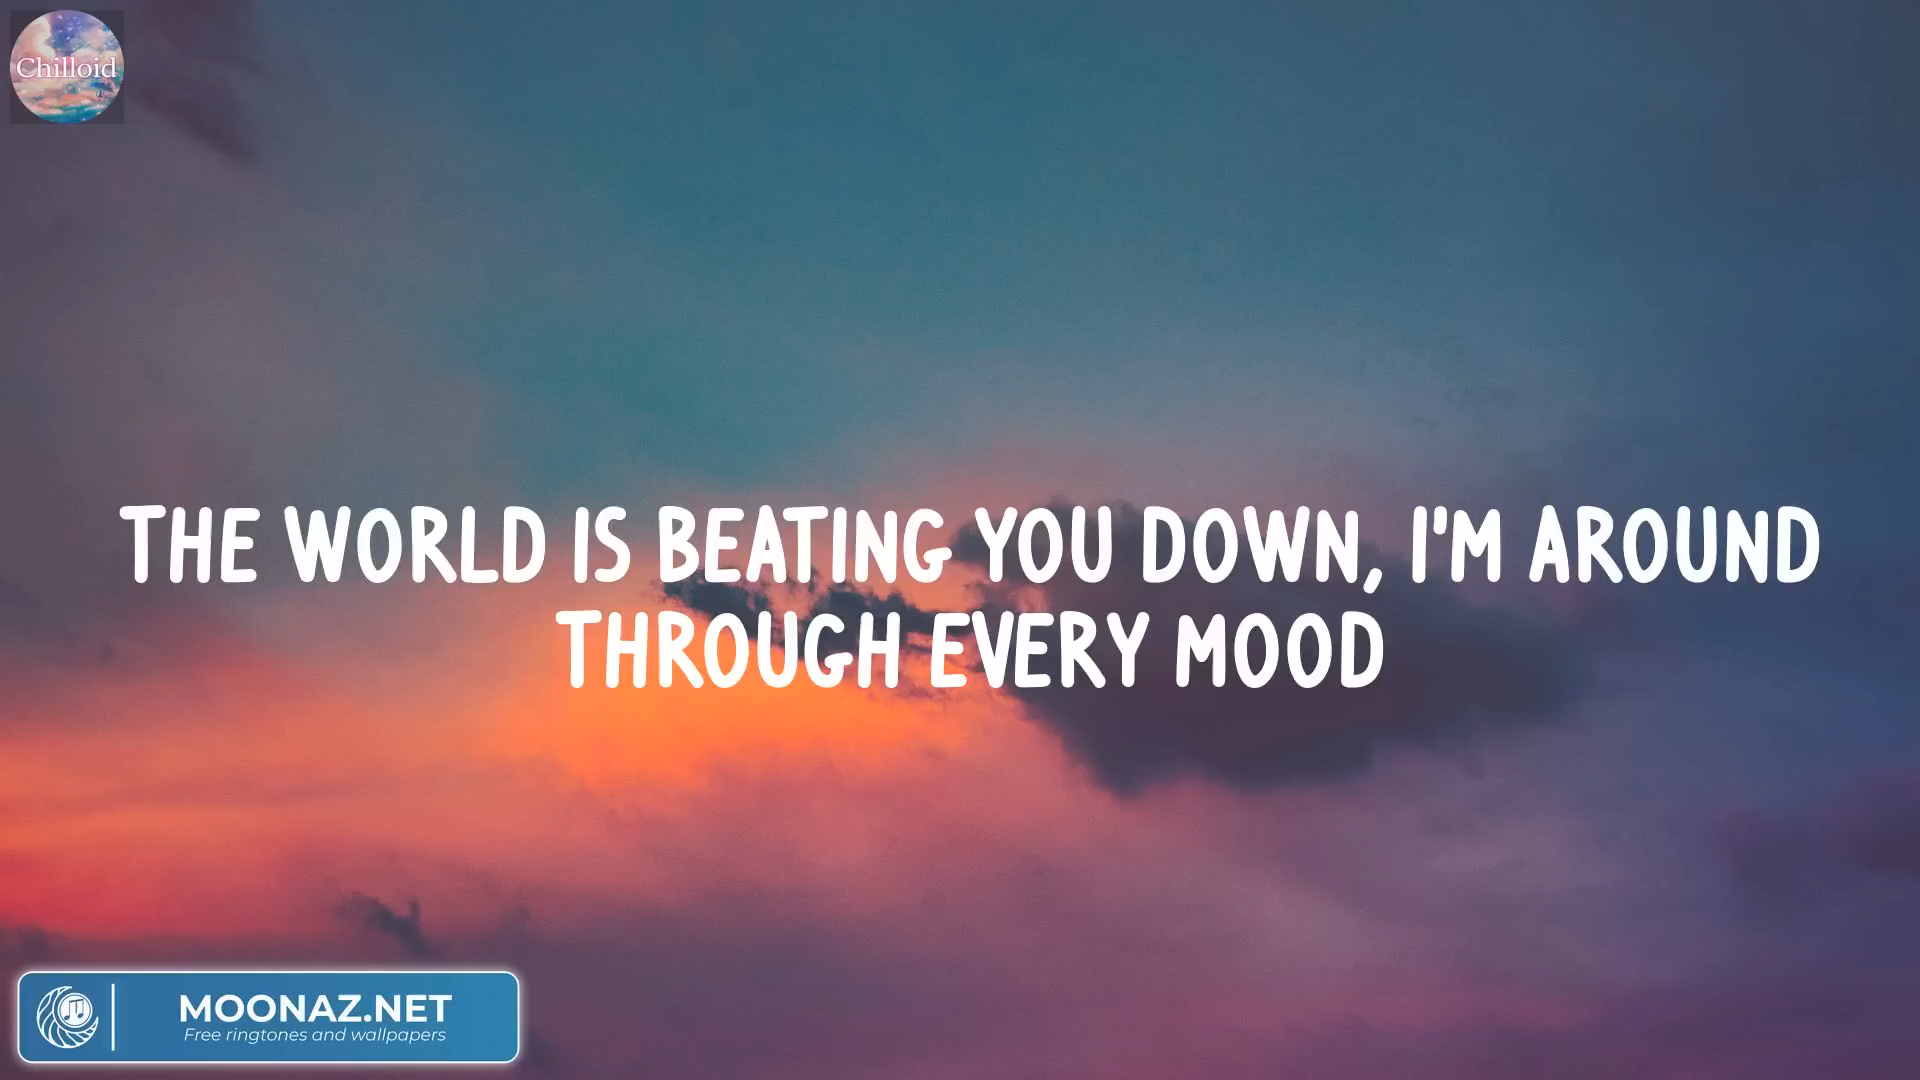 Chilloid
THE WORLD IS BEATING YOU DOWN, I'M AROUND
THROUGH EVERY MOOD
MOONAZ.NET
Free ringtones and wallpapers